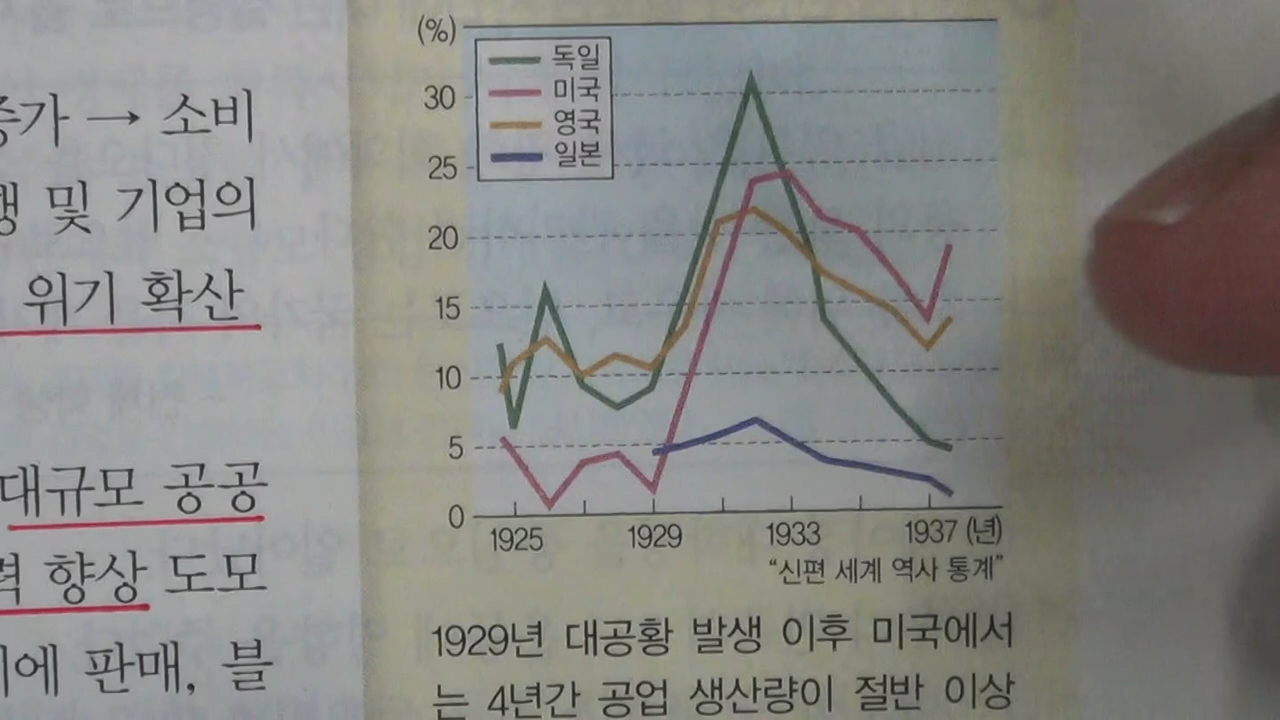 증가 → 소비
및 기업의
위기 확산
대규모 공공
향상 도모
판매, 블
(%)
독일
미국
영국
일본
30
25
20
15
10
5
0
1925 1929 1933 1937 (년)
“신편 세계 역사 통계”
1929년 대공황 발생 이후 미국에서
는 4년간 공업 생산량이 절반 이상